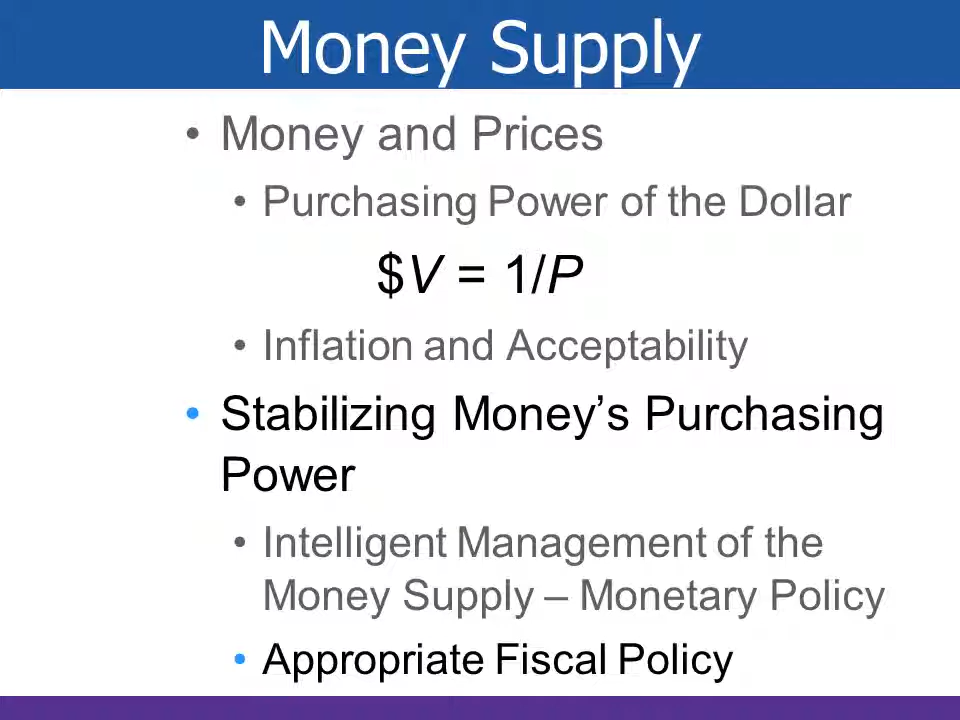 Money Supply
• Money and Prices
• Purchasing Power of the Dollar
$V = 1/P
• Inflation and Acceptability
• Stabilizing Money’s Purchasing
Power
• Intelligent Management of the
Money Supply – Monetary Policy
• Appropriate Fiscal Policy